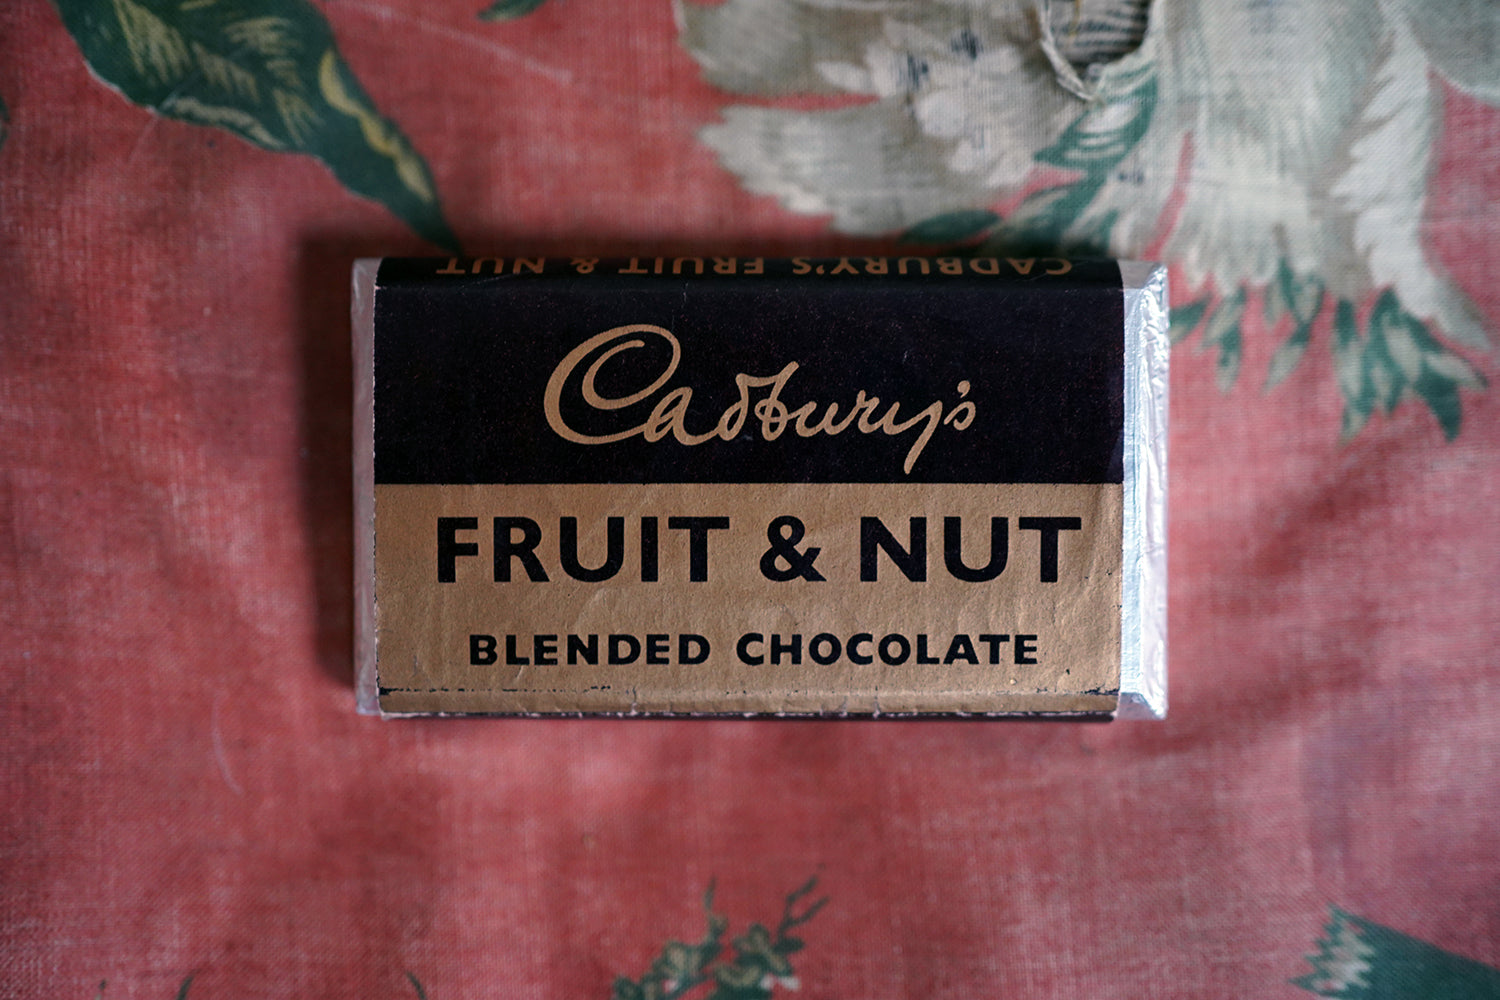 CADBURY'S FRUIT & NUT
Cadbury's
FRUIT & NUT
BLENDED CHOCOLATE